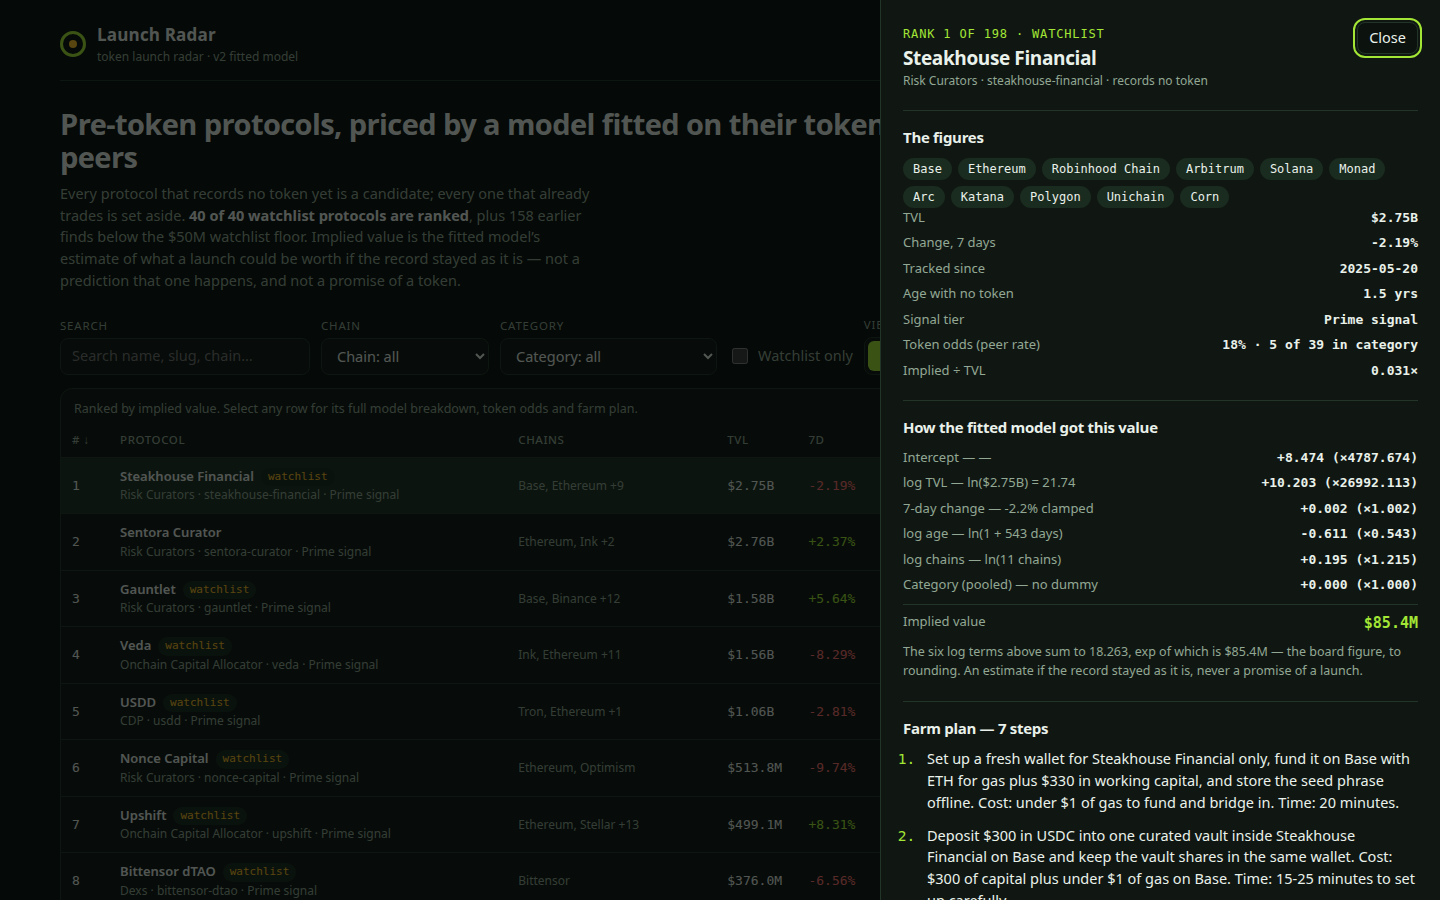 Launch Radar
token launch radar · v2 fitted model
Pre-token protocols, priced by a model fitted on their token
peers
Every protocol that records no token yet is a candidate; every one that already
trades is set aside. 40 of 40 watchlist protocols are ranked, plus 158 earlier
finds below the $50M watchlist floor. Implied value is the fitted model's
estimate of what a launch could be worth if the record stayed as it is — not a
prediction that one happens, and not a promise of a token.
SEARCH CHAIN CATEGORY
Search name, slug, chain... Chain: all Category: all Watchlist only
Ranked by implied value. Select any row for its full model breakdown, token odds and farm plan.
# ↓ PROTOCOL CHAINS TVL 7D
1 Steakhouse Financial watchlist Base, Ethereum +9 $2.75B -2.19%
Risk Curators · steakhouse-financial · Prime signal
2 Sentora Curator Ethereum, Ink +2 $2.76B +2.37%
Risk Curators · sentora-curator · Prime signal
3 Gauntlet watchlist Base, Binance +12 $1.58B +5.64%
Risk Curators · gauntlet · Prime signal
4 Veda watchlist Ink, Ethereum +11 $1.56B -8.29%
Onchain Capital Allocator · veda · Prime signal
5 USDD watchlist Tron, Ethereum +1 $1.06B -2.81%
CDP · usdd · Prime signal
6 Nonce Capital watchlist Ethereum, Optimism $513.8M -9.74%
Risk Curators · nonce-capital · Prime signal
7 Upshift watchlist Ethereum, Stellar +13 $499.1M +8.31%
Onchain Capital Allocator · upshift · Prime signal
8 Bittensor dTAO watchlist Bittensor $376.0M -6.56%
Dexs · bittensor-dtao · Prime signal
RANK 1 OF 198 · WATCHLIST
Steakhouse Financial
Risk Curators · steakhouse-financial · records no token
Close
The figures
Base Ethereum Robinhood Chain Arbitrum Solana Monad
Arc Katana Polygon Unichain Corn
TVL $2.75B
Change, 7 days -2.19%
Tracked since 2025-05-20
Age with no token 1.5 yrs
Signal tier Prime signal
Token odds (peer rate) 18% · 5 of 39 in category
Implied ÷ TVL 0.031×
How the fitted model got this value
Intercept — — +8.474 (×4787.674)
log TVL — ln($2.75B) = 21.74 +10.203 (×26992.113)
7-day change — -2.2% clamped +0.002 (×1.002)
log age — ln(1 + 543 days) -0.611 (×0.543)
log chains — ln(11 chains) +0.195 (×1.215)
Category (pooled) — no dummy +0.000 (×1.000)
Implied value $85.4M
The six log terms above sum to 18.263, exp of which is $85.4M — the board figure, to
rounding. An estimate if the record stayed as it is, never a promise of a launch.
Farm plan — 7 steps
1. Set up a fresh wallet for Steakhouse Financial only, fund it on Base with
ETH for gas plus $330 in working capital, and store the seed phrase
offline. Cost: under $1 of gas to fund and bridge in. Time: 20 minutes.
2. Deposit $300 in USDC into one curated vault inside Steakhouse
Financial on Base and keep the vault shares in the same wallet. Cost:
$300 of capital plus under $1 of gas on Base. Time: 15-25 minutes to set